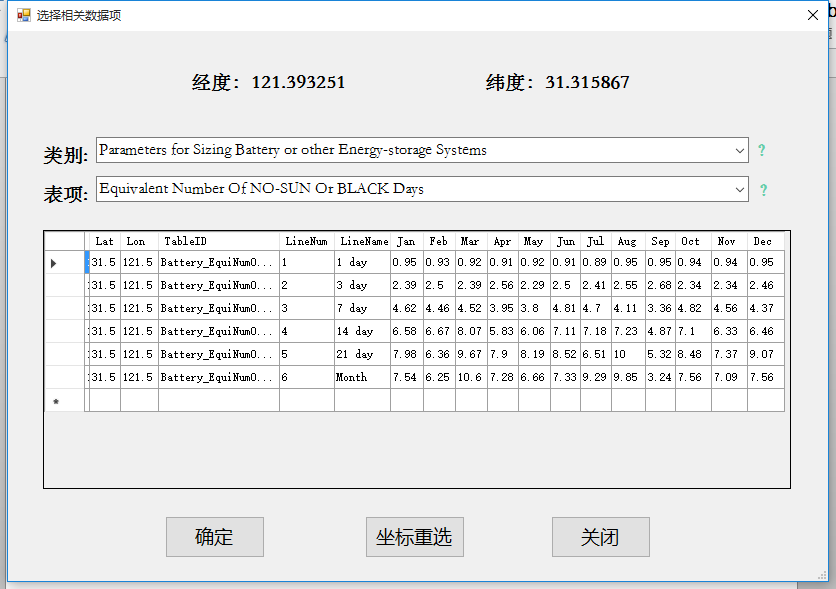 选择相关数据项
经度：121.393251 纬度：31.315867
类别: Parameters for Sizing Battery or other Energy-storage Systems ?
表项: Equivalent Number Of NO-SUN Or BLACK Days ?
Lat Lon TableID LineNum LineName Jan Feb Mar Apr May Jun Jul Aug Sep Oct Nov Dec
31.5 121.5 Battery_EquiNumO... 1 1 day 0.95 0.93 0.92 0.91 0.92 0.91 0.89 0.95 0.95 0.94 0.94 0.95
31.5 121.5 Battery_EquiNumO... 2 3 day 2.39 2.5 2.39 2.56 2.29 2.5 2.41 2.55 2.68 2.34 2.34 2.46
31.5 121.5 Battery_EquiNumO... 3 7 day 4.62 4.46 4.52 3.95 3.8 4.81 4.7 4.11 3.36 4.82 4.56 4.37
31.5 121.5 Battery_EquiNumO... 4 14 day 6.58 6.67 8.07 5.83 6.06 7.11 7.18 7.23 4.87 7.1 6.33 6.46
31.5 121.5 Battery_EquiNumO... 5 21 day 7.98 6.36 9.67 7.9 8.19 8.52 6.51 10 5.32 8.48 7.37 9.07
31.5 121.5 Battery_EquiNumO... 6 Month 7.54 6.25 10.6 7.28 6.66 7.33 9.29 9.85 3.24 7.56 7.09 7.56
确定 坐标重选 关闭